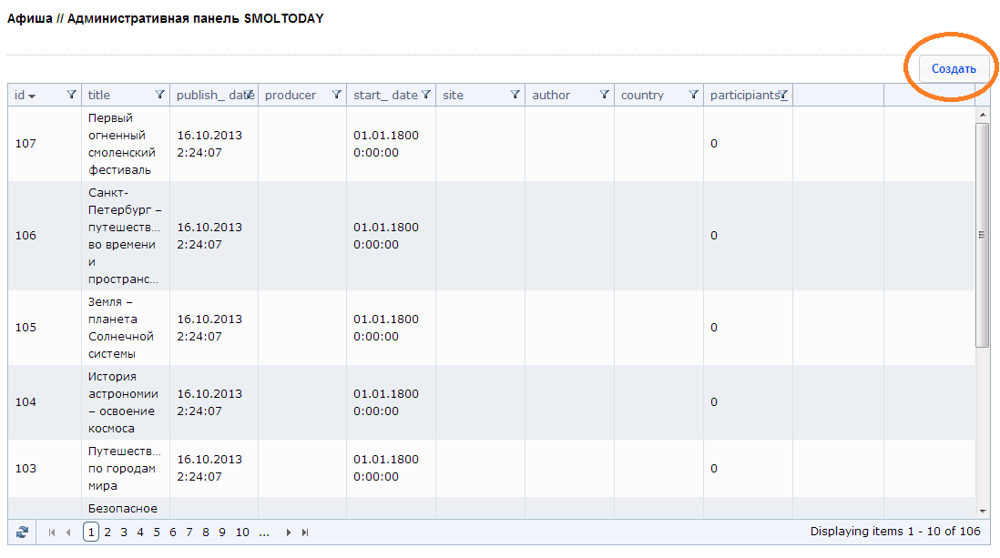 Афиша // Административная панель SMOLTODAY
Создать
id title publish_ date producer start_ date site author country participiants_
107 Первый огненный смоленский фестиваль 16.10.2013 2:24:07 01.01.1800 0:00:00 0
106 Санкт-Петербург – путешеств... во времени и пространс... 16.10.2013 2:24:07 01.01.1800 0:00:00 0
105 Земля – планета Солнечной системы 16.10.2013 2:24:07 01.01.1800 0:00:00 0
104 История астрономии – освоение космоса 16.10.2013 2:24:07 01.01.1800 0:00:00 0
103 Путешеств... по городам мира 16.10.2013 2:24:07 01.01.1800 0:00:00 0
Безопасное
1 2 3 4 5 6 7 8 9 10 ... Displaying items 1 - 10 of 106